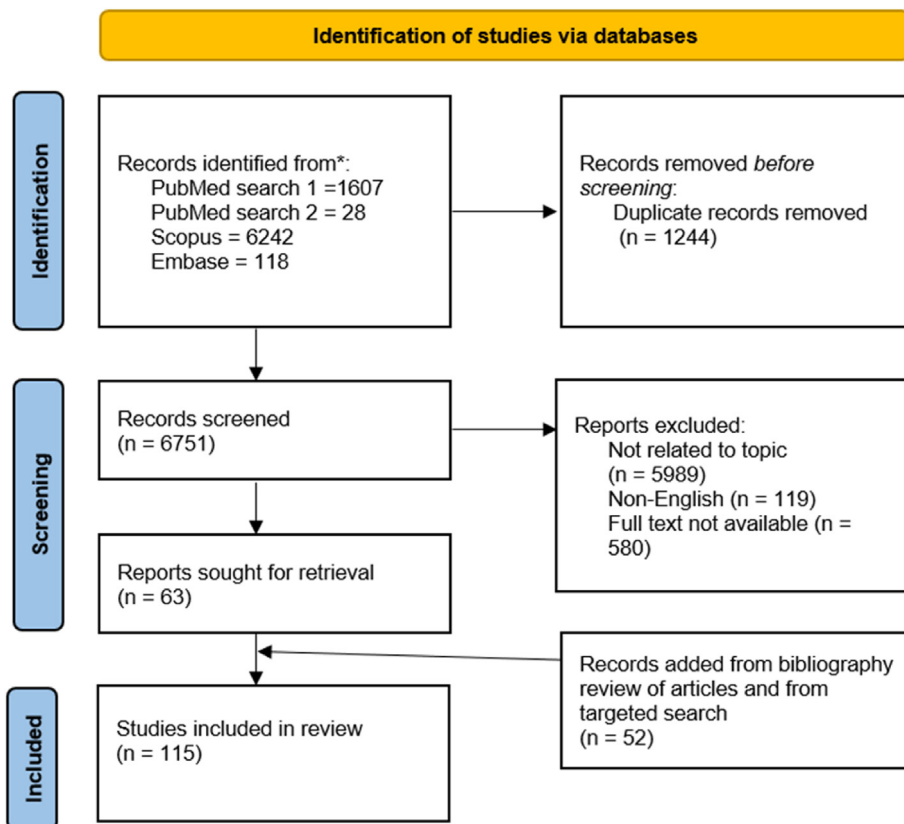 Identification of studies via databases
Identification
Records identified from*:
PubMed search 1 =1607
PubMed search 2 = 28
Scopus = 6242
Embase = 118
Records removed before
screening:
Duplicate records removed
(n = 1244)
Screening
Records screened
(n = 6751)
Reports excluded:
Not related to topic
(n = 5989)
Non-English (n = 119)
Full text not available (n =
580)
Reports sought for retrieval
(n = 63)
Records added from bibliography
review of articles and from
targeted search
(n = 52)
Included
Studies included in review
(n = 115)